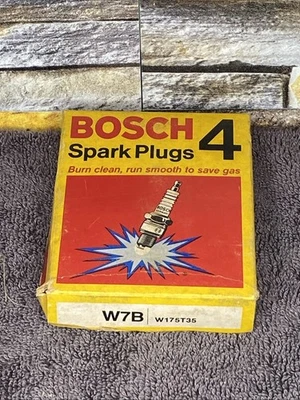 BOSCH 4
Spark Plugs
Burn clean, run smooth to save gas
W7B W175T35